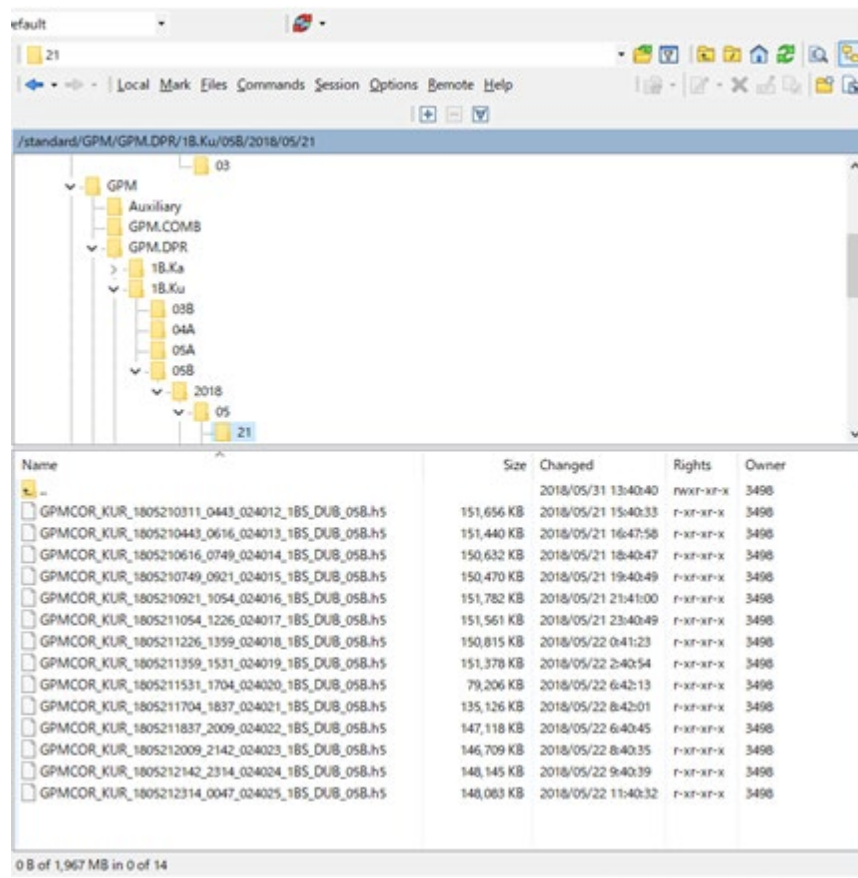 efault
21
Local Mark Files Commands Session Options Remote Help
/standard/GPM/GPM.DPR/1B.Ku/05B/2018/05/21
03
GPM
Auxiliary
GPM.COMB
GPM.DPR
1B.Ka
1B.Ku
03B
04A
05A
05B
2018
05
21
Name Size Changed Rights Owner
.. 2018/05/31 13:40:40 rwxr-xr-x 3498
GPMCOR_KUR_1805210311_0443_024012_1BS_DUB_05B.h5 151,656 KB 2018/05/21 15:40:33 r-xr-xr-x 3498
GPMCOR_KUR_1805210443_0616_024013_1BS_DUB_05B.h5 151,440 KB 2018/05/21 16:47:58 r-xr-xr-x 3498
GPMCOR_KUR_1805210616_0749_024014_1BS_DUB_05B.h5 150,632 KB 2018/05/21 18:40:47 r-xr-xr-x 3498
GPMCOR_KUR_1805210749_0921_024015_1BS_DUB_05B.h5 150,470 KB 2018/05/21 19:40:49 r-xr-xr-x 3498
GPMCOR_KUR_1805210921_1054_024016_1BS_DUB_05B.h5 151,782 KB 2018/05/21 21:41:00 r-xr-xr-x 3498
GPMCOR_KUR_1805211054_1226_024017_1BS_DUB_05B.h5 151,561 KB 2018/05/21 23:40:49 r-xr-xr-x 3498
GPMCOR_KUR_1805211226_1359_024018_1BS_DUB_05B.h5 150,815 KB 2018/05/22 0:41:23 r-xr-xr-x 3498
GPMCOR_KUR_1805211359_1531_024019_1BS_DUB_05B.h5 151,378 KB 2018/05/22 2:40:54 r-xr-xr-x 3498
GPMCOR_KUR_1805211531_1704_024020_1BS_DUB_05B.h5 79,206 KB 2018/05/22 6:42:13 r-xr-xr-x 3498
GPMCOR_KUR_1805211704_1837_024021_1BS_DUB_05B.h5 135,126 KB 2018/05/22 8:42:01 r-xr-xr-x 3498
GPMCOR_KUR_1805211837_2009_024022_1BS_DUB_05B.h5 147,118 KB 2018/05/22 6:40:45 r-xr-xr-x 3498
GPMCOR_KUR_1805212009_2142_024023_1BS_DUB_05B.h5 146,709 KB 2018/05/22 8:40:35 r-xr-xr-x 3498
GPMCOR_KUR_1805212142_2314_024024_1BS_DUB_05B.h5 148,145 KB 2018/05/22 9:40:39 r-xr-xr-x 3498
GPMCOR_KUR_1805212314_0047_024025_1BS_DUB_05B.h5 148,083 KB 2018/05/22 11:40:32 r-xr-xr-x 3498
0 B of 1,967 MB in 0 of 14